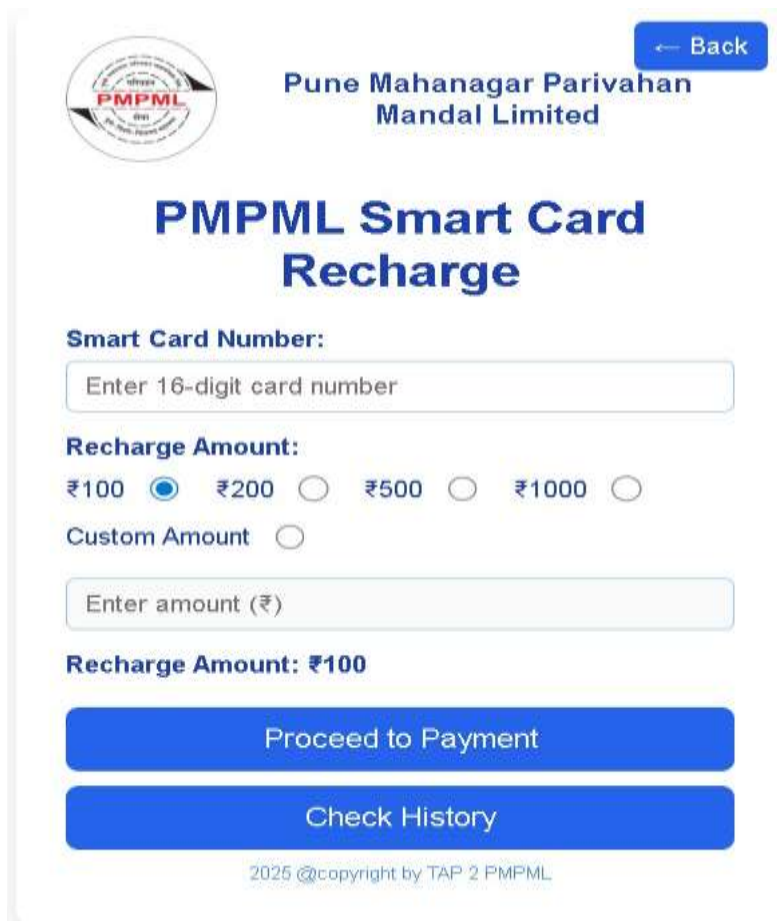 ← Back
Pune Mahanagar Parivahan
Mandal Limited
परिवहन
PMPML
सेवा
PMPML Smart Card
Recharge
Smart Card Number:
Enter 16-digit card number
Recharge Amount:
₹100 ₹200 ₹500 ₹1000
Custom Amount
Enter amount (₹)
Recharge Amount: ₹100
Proceed to Payment
Check History
2025 @copyright by TAP 2 PMPML